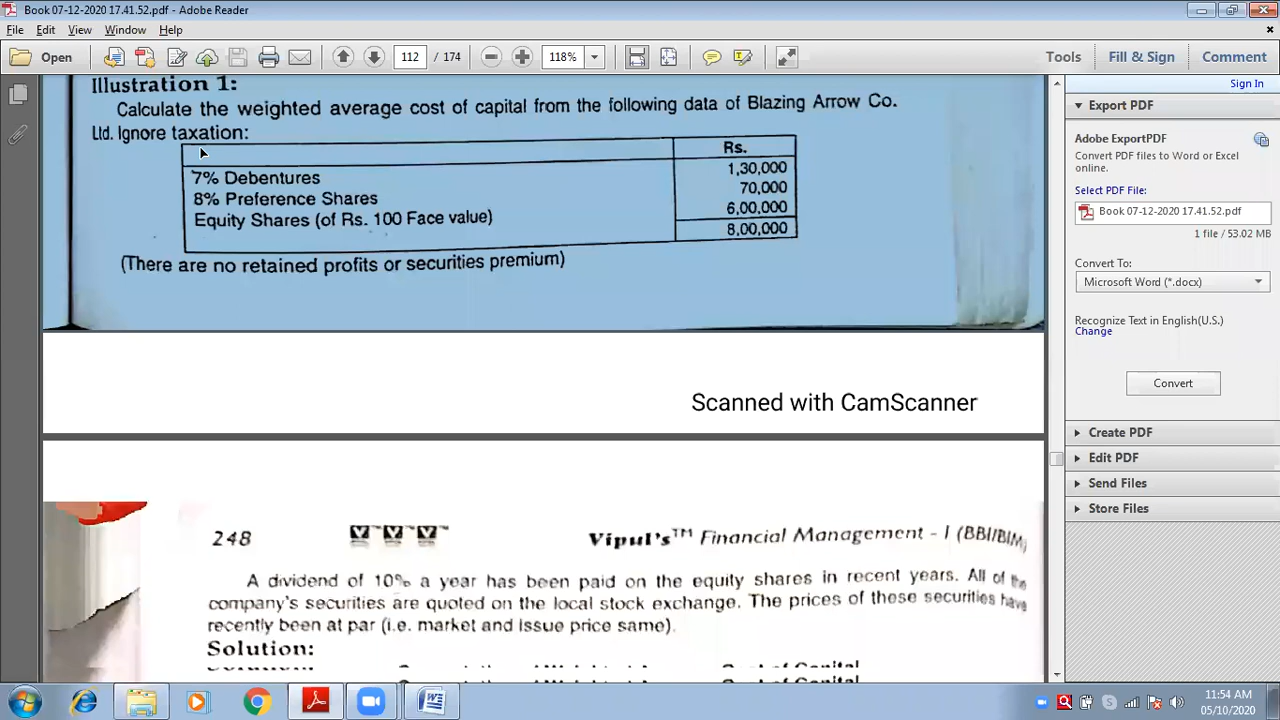 Book 07-12-2020 17.41.52.pdf - Adobe Reader
File Edit View Window Help
Open 112 / 174 118% Tools Fill & Sign Comment
Sign In
Illustration 1:
Calculate the weighted average cost of capital from the following data of Blazing Arrow Co.
Ltd. Ignore taxation:
Rs.
7% Debentures 1,30,000
8% Preference Shares 70,000
Equity Shares (of Rs. 100 Face value) 6,00,000
8,00,000
(There are no retained profits or securities premium)
Scanned with CamScanner
248 Vipul's™ Financial Management - I (BBI/BIM)
A dividend of 10% a year has been paid on the equity shares in recent years. All of the
company's securities are quoted on the local stock exchange. The prices of these securities have
recently been at par (i.e. market and issue price same).
Solution:
Export PDF
Adobe ExportPDF
Convert PDF files to Word or Excel
online.
Select PDF File:
Book 07-12-2020 17.41.52.pdf
1 file / 53.02 MB
Convert To:
Microsoft Word (*.docx)
Recognize Text in English(U.S.)
Change
Convert
Create PDF
Edit PDF
Send Files
Store Files
11:54 AM
05/10/2020